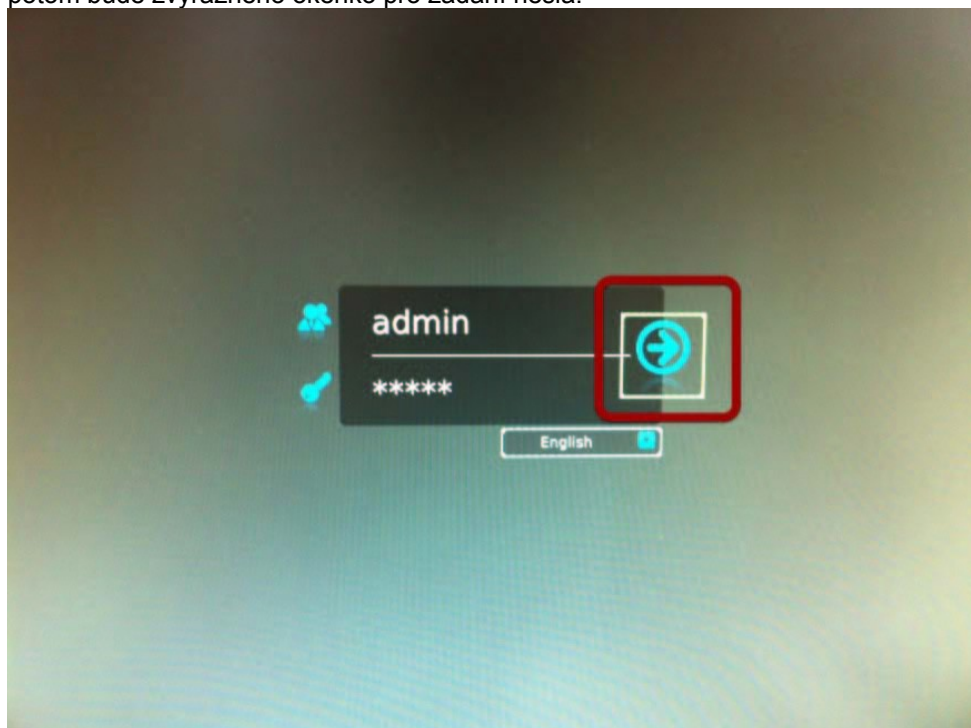 potom bude zvýrazněno okénko pro zadání hesla.
admin
*****
English